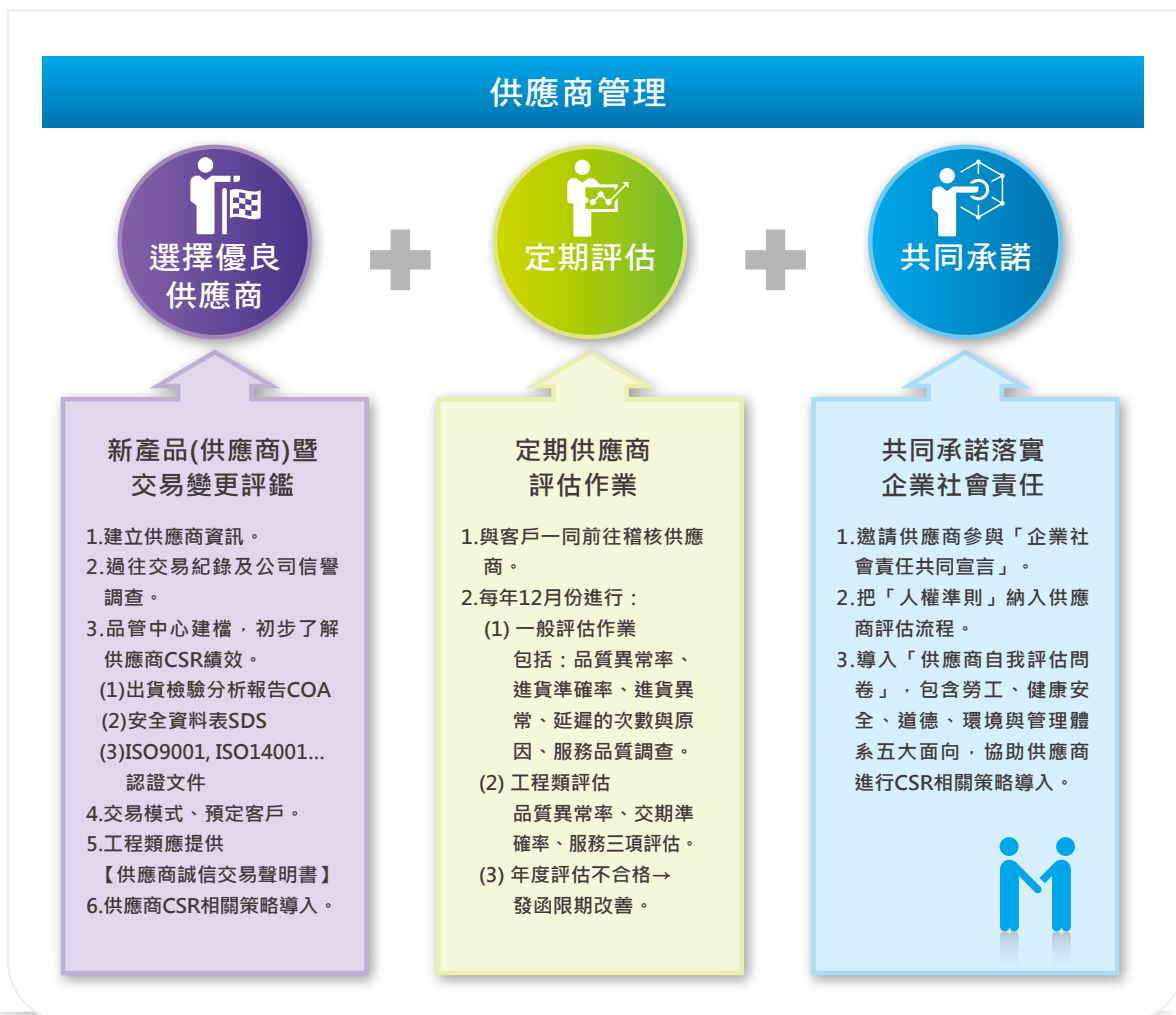 供應商管理
選擇優良
供應商
定期評估
共同承諾
新產品(供應商)暨
交易變更評鑑
1.建立供應商資訊。
2.過往交易紀錄及公司信譽
調查。
3.品管中心建檔，初步了解
供應商CSR績效。
(1)出貨檢驗分析報告COA
(2)安全資料表SDS
(3)ISO9001, ISO14001...
認證文件
4.交易模式、預定客戶。
5.工程類應提供
【供應商誠信交易聲明書】
6.供應商CSR相關策略導入。
定期供應商
評估作業
1.與客戶一同前往稽核供應
商。
2.每年12月份進行：
(1) 一般評估作業
包括：品質異常率、
進貨準確率、進貨異
常、延遲的次數與原
因、服務品質調查。
(2) 工程類評估
品質異常率、交期準
確率、服務三項評估。
(3) 年度評估不合格→
發函限期改善。
共同承諾落實
企業社會責任
1.邀請供應商參與「企業社
會責任共同宣言」。
2.把「人權準則」納入供應
商評估流程。
3.導入「供應商自我評估問
卷」，包含勞工、健康安
全、道德、環境與管理體
系五大面向，協助供應商
進行CSR相關策略導入。